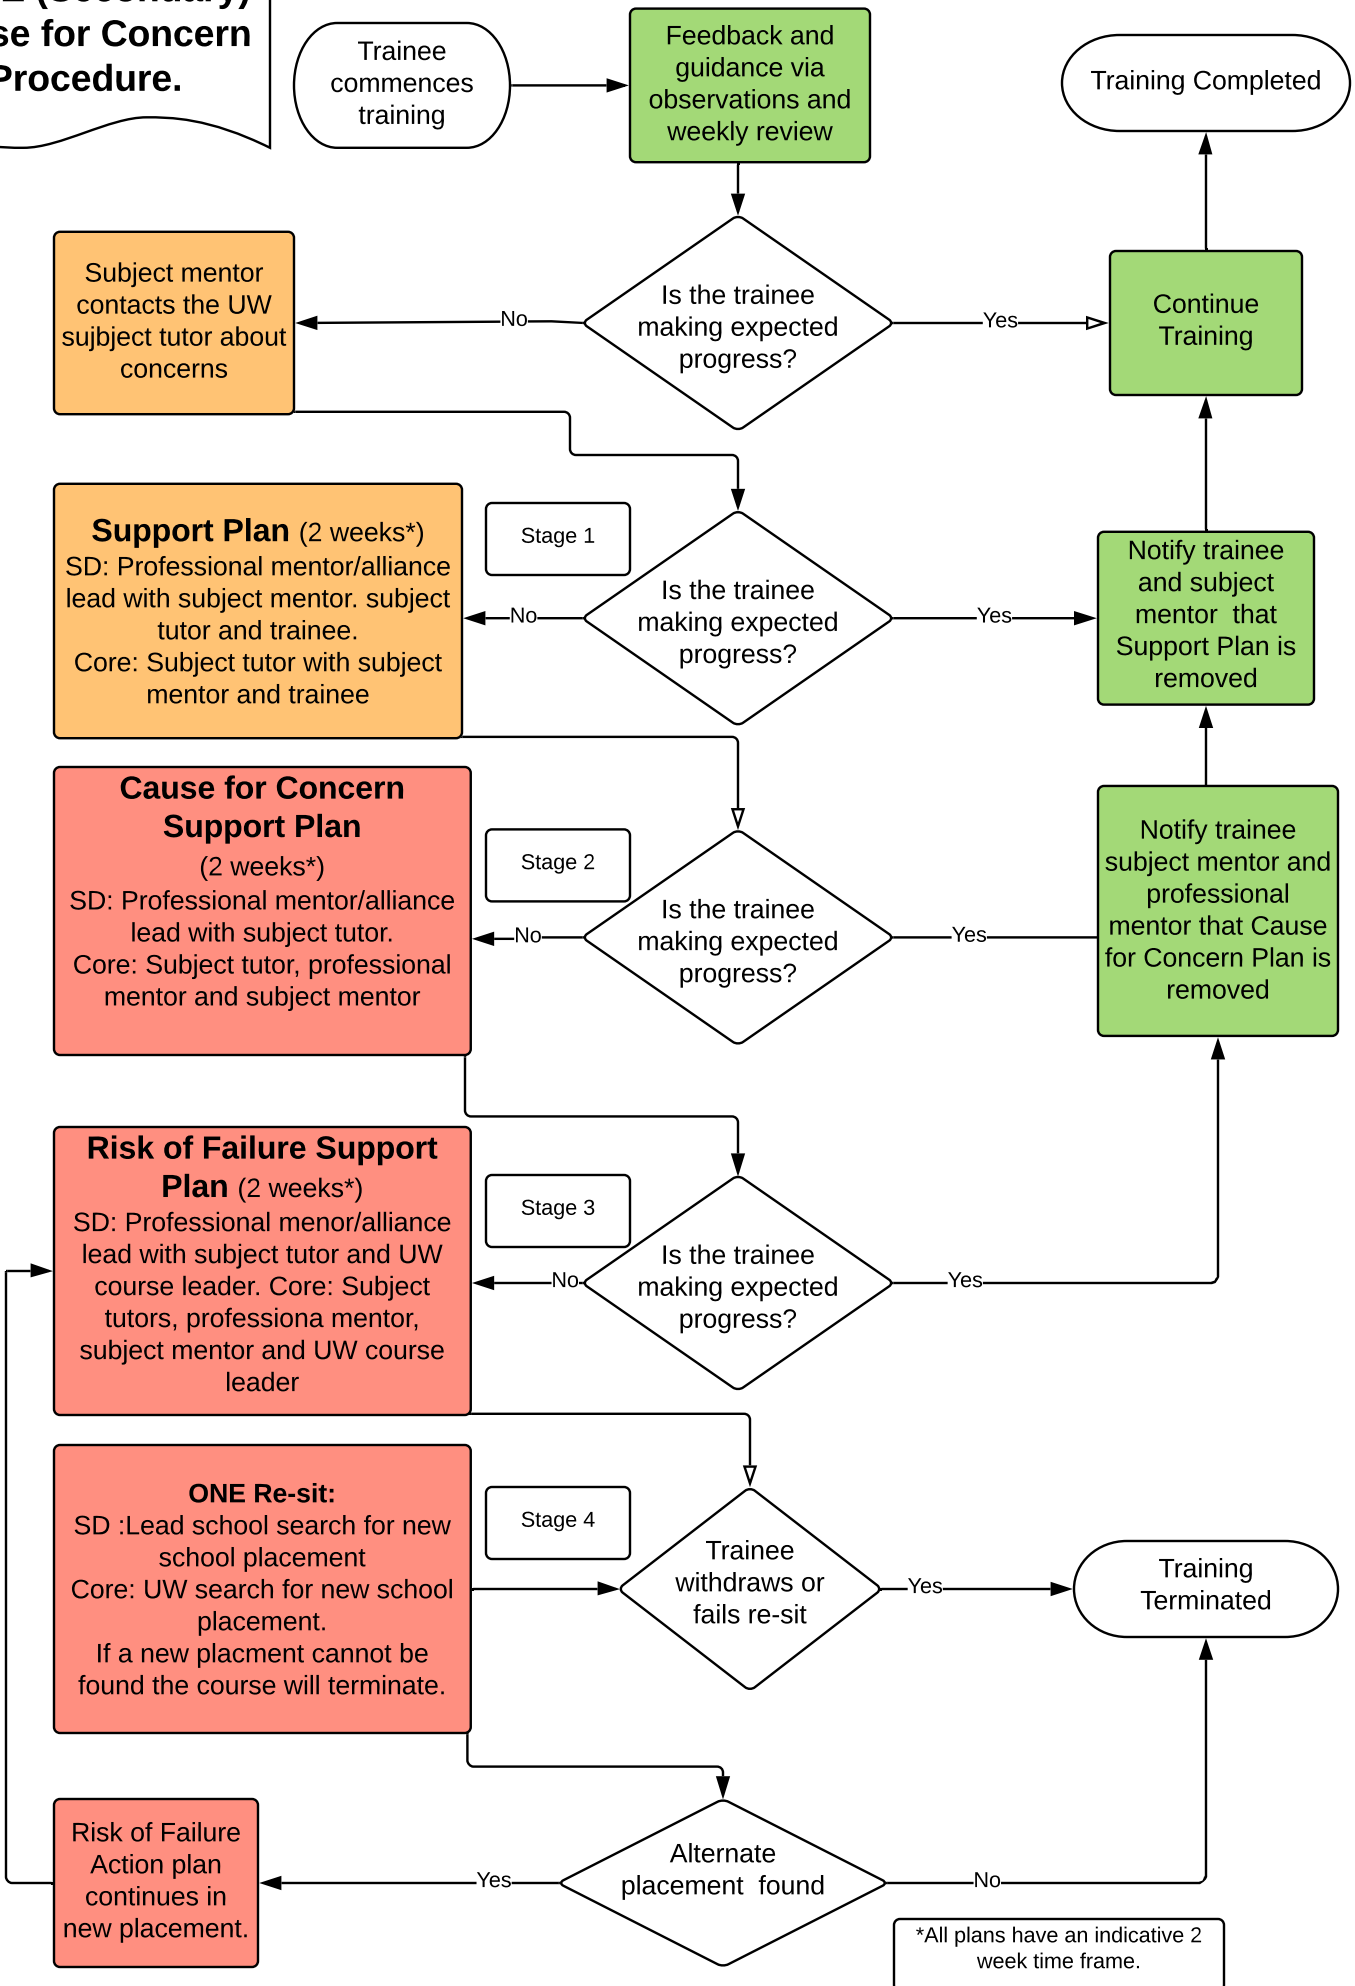 (Secondary)
for Concern
Procedure.
Trainee
commences
training
Feedback and
guidance via
observations and
weekly review
Training Completed
Subject mentor
contacts the UW
sujbject tutor about
concerns
No
Is the trainee
making expected
progress?
Yes
Continue
Training
Support Plan (2 weeks*)
SD: Professional mentor/alliance
lead with subject mentor. subject
tutor and trainee.
Core: Subject tutor with subject
mentor and trainee
Stage 1
No
Is the trainee
making expected
progress?
Yes
Notify trainee
and subject
mentor that
Support Plan is
removed
Cause for Concern
Support Plan
(2 weeks*)
SD: Professional mentor/alliance
lead with subject tutor.
Core: Subject tutor, professional
mentor and subject mentor
Stage 2
No
Is the trainee
making expected
progress?
Yes
Notify trainee
subject mentor and
professional
mentor that Cause
for Concern Plan is
removed
Risk of Failure Support
Plan (2 weeks*)
SD: Professional menor/alliance
lead with subject tutor and UW
course leader. Core: Subject
tutors, professiona mentor,
subject mentor and UW course
leader
Stage 3
No
Is the trainee
making expected
progress?
Yes
ONE Re-sit:
SD :Lead school search for new
school placement
Core: UW search for new school
placement.
If a new placment cannot be
found the course will terminate.
Stage 4
Trainee
withdraws or
fails re-sit
Yes
Training
Terminated
Risk of Failure
Action plan
continues in
new placement.
Yes
Alternate
placement found
No
*All plans have an indicative 2
week time frame.